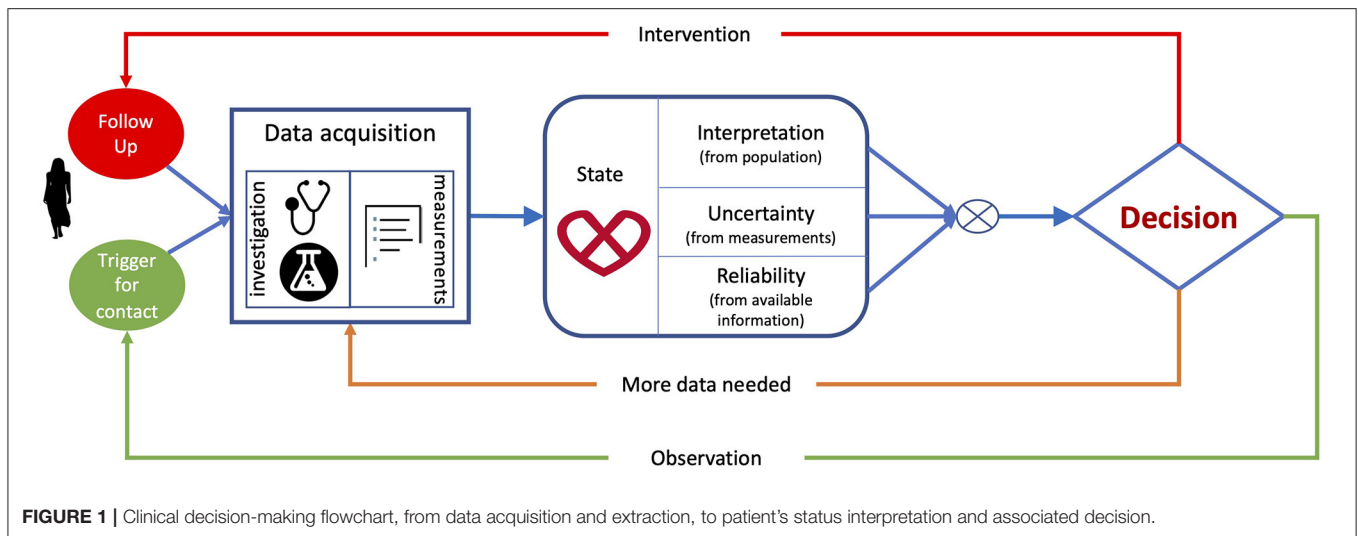 Intervention
Follow
Up
Data acquisition
investigation
measurements
Trigger
for
contact
State
Interpretation
(from population)
Uncertainty
(from measurements)
Reliability
(from available
information)
Decision
More data needed
Observation
FIGURE 1 | Clinical decision-making flowchart, from data acquisition and extraction, to patient's status interpretation and associated decision.